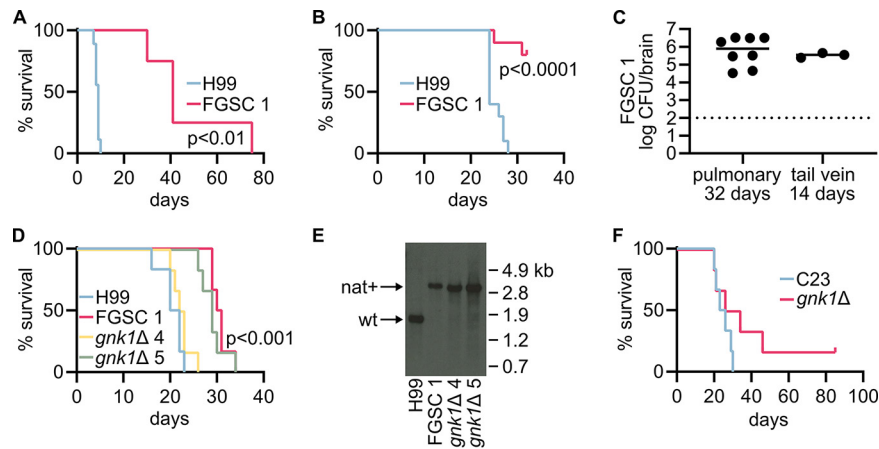 A
100
50
0
% survival
0 20 40 60 80
days
H99
FGSC 1
p<0.01
B
100
50
0
% survival
0 10 20 30 40
days
p<0.0001
H99
FGSC 1
C
7
6
5
4
3
2
1
0
FGSC 1
log CFU/brain
pulmonary
32 days
tail vein
14 days
D
100
50
0
% survival
0 10 20 30 40
days
H99
FGSC 1
gnk1Δ 4
gnk1Δ 5
p<0.001
E
nat+
wt
4.9 kb
2.8
1.9
1.2
0.7
H99
FGSC 1
gnk1Δ 4
gnk1Δ 5
F
100
50
0
% survival
0 20 40 60 80 100
days
C23
gnk1Δ